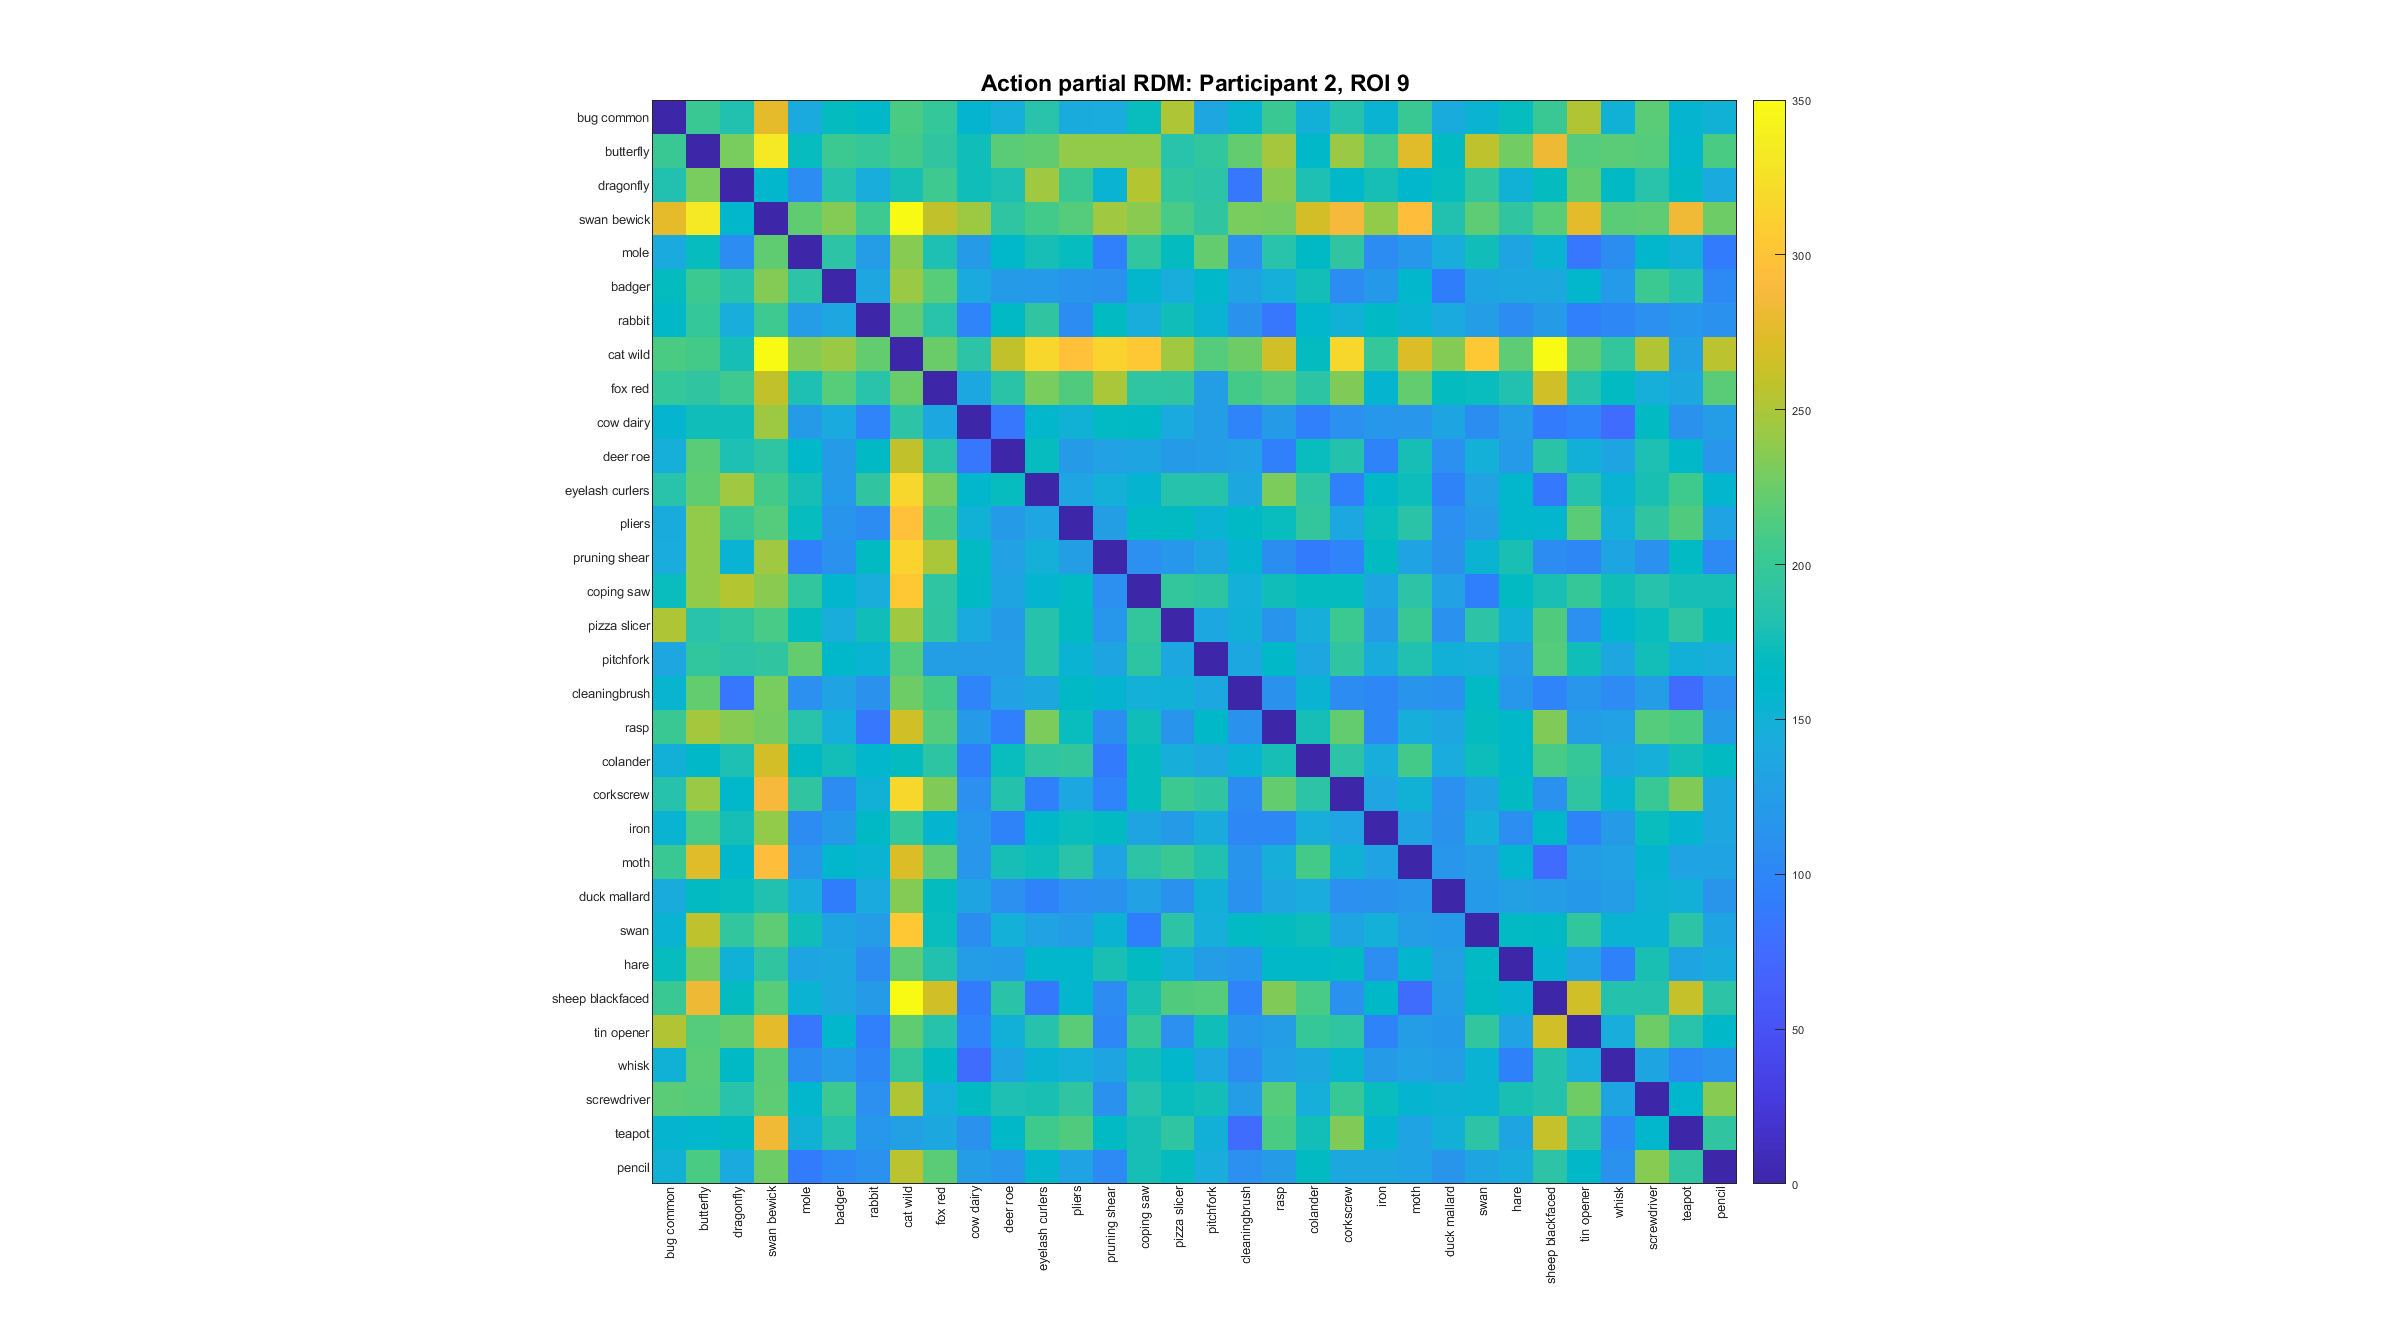 Action partial RDM: Participant 2, ROI 9
bug common
butterfly
dragonfly
swan bewick
mole
badger
rabbit
cat wild
fox red
cow dairy
deer roe
eyelash curlers
pliers
pruning shear
coping saw
pizza slicer
pitchfork
cleaningbrush
rasp
colander
corkscrew
iron
moth
duck mallard
swan
hare
sheep blackfaced
tin opener
whisk
screwdriver
teapot
pencil
bug common
butterfly
dragonfly
swan bewick
mole
badger
rabbit
cat wild
fox red
cow dairy
deer roe
eyelash curlers
pliers
pruning shear
coping saw
pizza slicer
pitchfork
cleaningbrush
rasp
colander
corkscrew
iron
moth
duck mallard
swan
hare
sheep blackfaced
tin opener
whisk
screwdriver
teapot
pencil
350
300
250
200
150
100
50
0